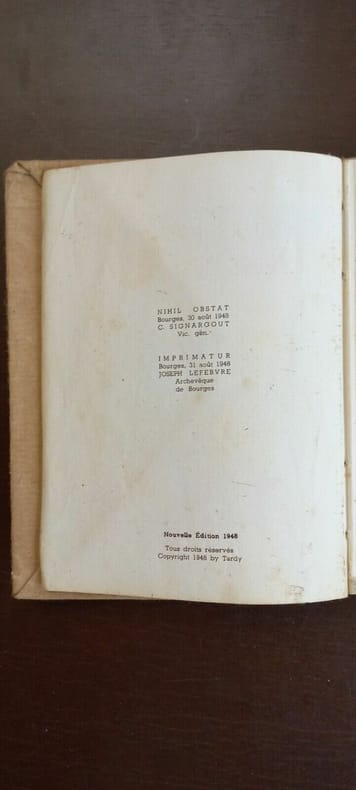 NIHIL OBSTAT
Bourges, 30 août 1948
C. SIGNARGOUT
Vic. gén.
IMPRIMATUR
Bourges, 31 août 1948
JOSEPH LEFEBVRE
Archevêque
de Bourges
Nouvelle Édition 1948
Tous droits réservés
Copyright 1948 by Tardy